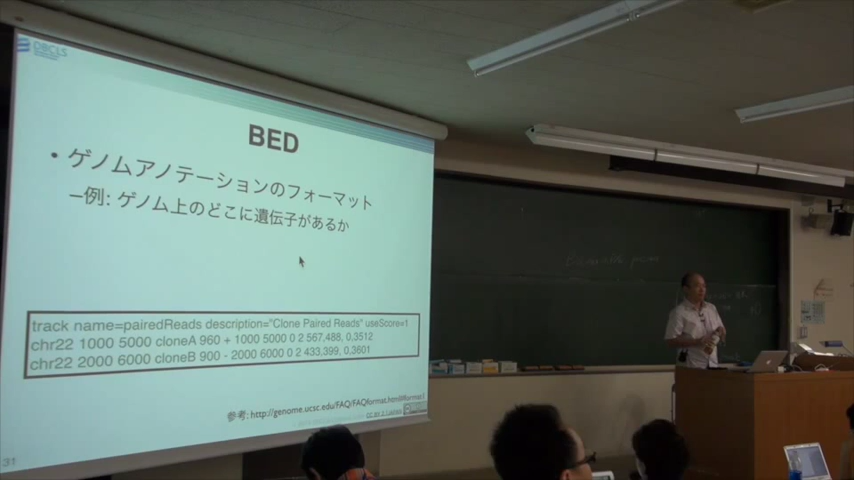 DBCLS
BED
• ゲノムアノテーションのフォーマット
–例: ゲノム上のどこに遺伝子があるか
track name=pairedReads description="Clone Paired Reads" useScore=1
chr22 1000 5000 cloneA 960 + 1000 5000 0 2 567,488, 0,3512
chr22 2000 6000 cloneB 900 - 2000 6000 0 2 433,399, 0,3601
参考: http://genome.ucsc.edu/FAQ/FAQformat.html#format1
31